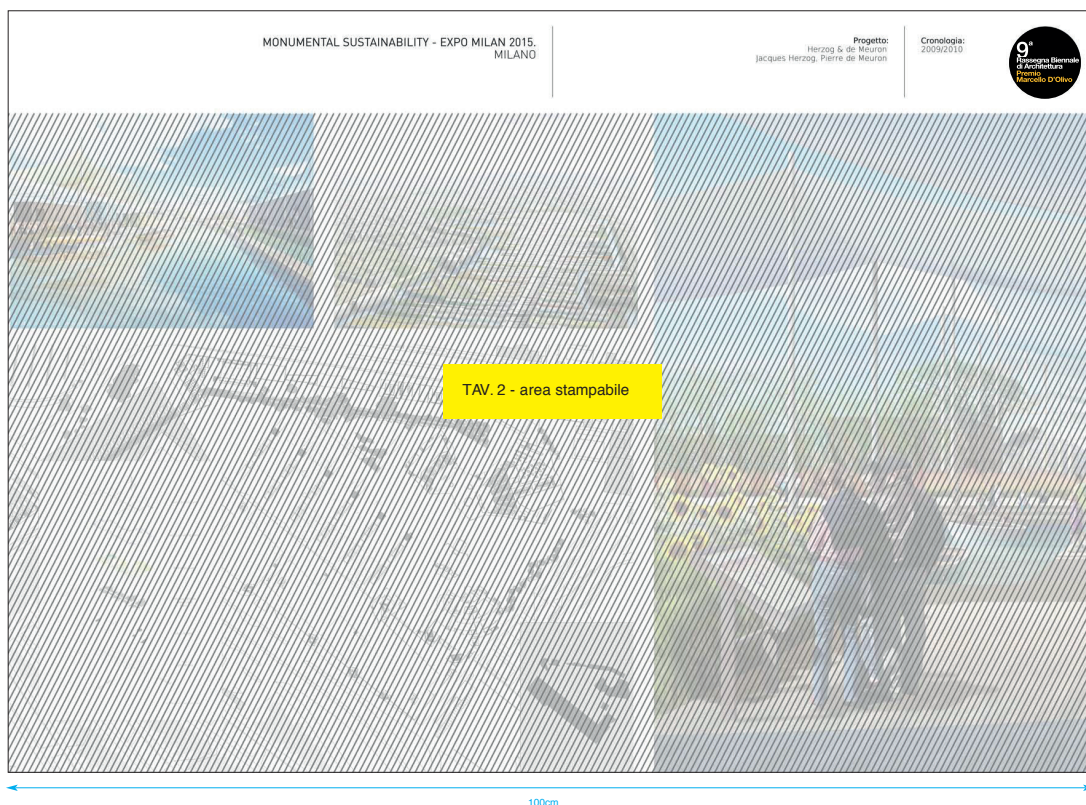 MONUMENTAL SUSTAINABILITY - EXPO MILAN 2015.
MILANO
Progetto:
Herzog & de Meuron
Jacques Herzog, Pierre de Meuron
Cronologia:
2009/2010
9ª
Rassegna Biennale
di Architettura
Premio
Marcello D'Olivo
TAV. 2 - area stampabile
100cm